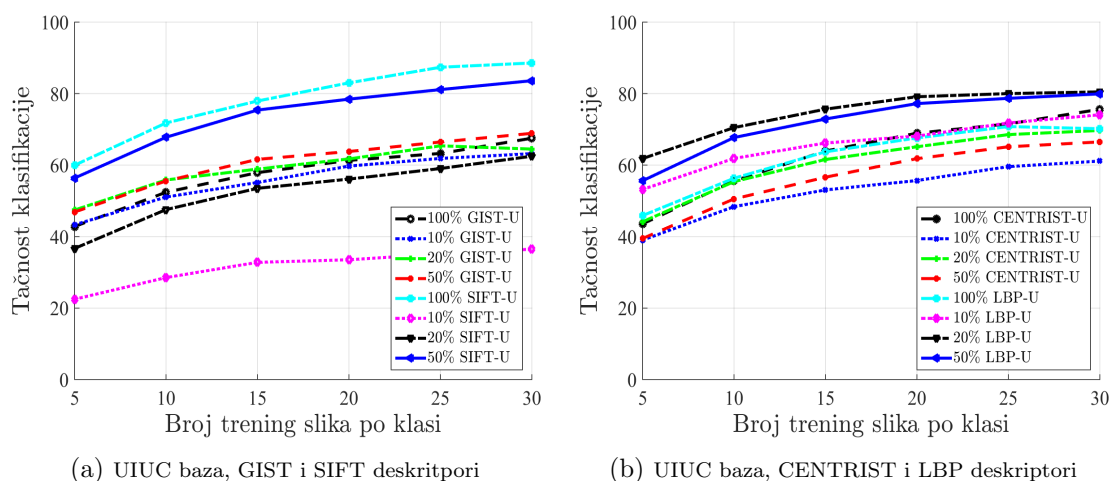 100
80
60
40
20
0
Tačnost klasifikacije
100% GIST-U
10% GIST-U
20% GIST-U
50% GIST-U
100% SIFT-U
10% SIFT-U
20% SIFT-U
50% SIFT-U
5 10 15 20 25 30
Broj trening slika po klasi
(a) UIUC baza, GIST i SIFT deskritpori
100
80
60
40
20
0
Tačnost klasifikacije
100% CENTRIST-U
10% CENTRIST-U
20% CENTRIST-U
50% CENTRIST-U
100% LBP-U
10% LBP-U
20% LBP-U
50% LBP-U
5 10 15 20 25 30
Broj trening slika po klasi
(b) UIUC baza, CENTRIST i LBP deskriptori